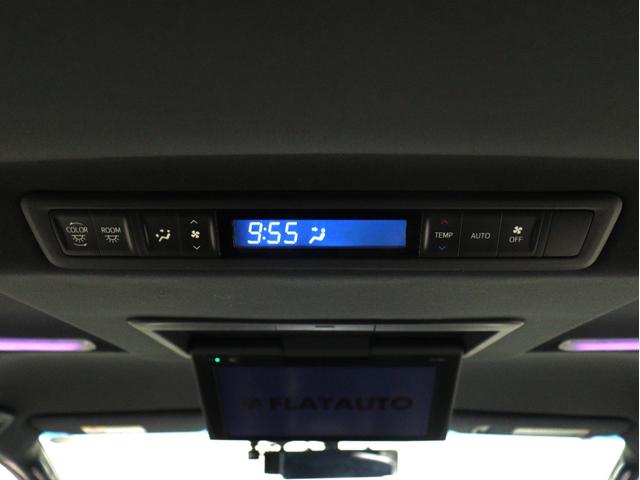 COLOR ROOM 9:55 TEMP AUTO OFF
FLATAUTO